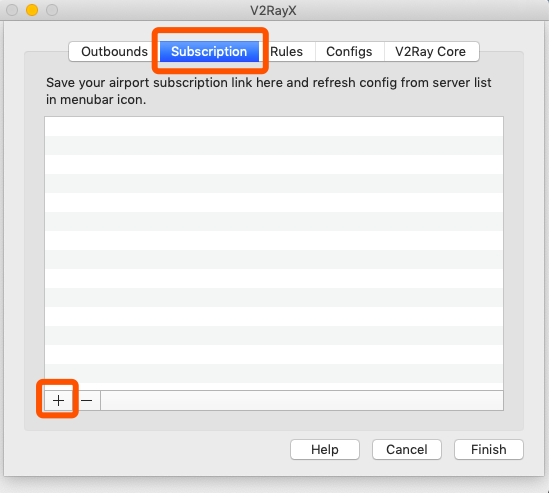 V2RayX
Outbounds Subscription Rules Configs V2Ray Core
Save your airport subscription link here and refresh config from server list
in menubar icon.
+ −
Help Cancel Finish